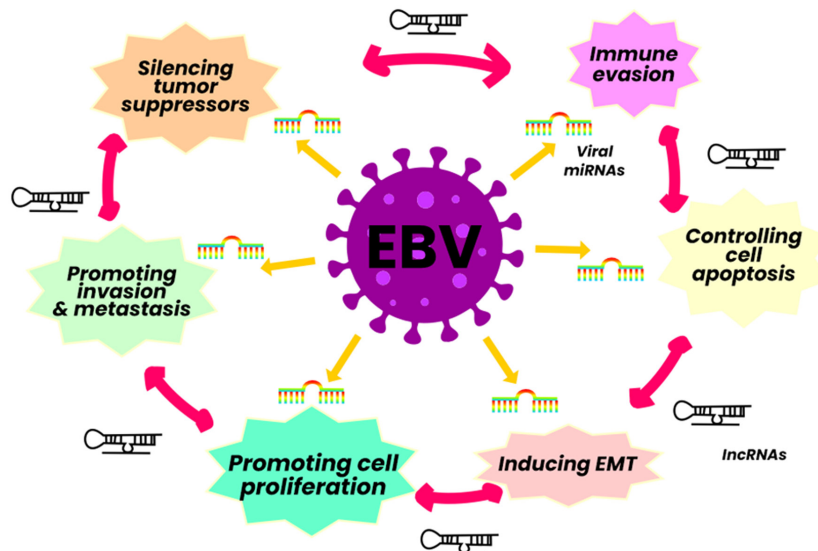 Silencing
tumor
suppressors
Immune
evasion
Viral
miRNAs
EBV
Controlling
cell
apoptosis
Promoting
invasion
& metastasis
Promoting cell
proliferation
Inducing EMT
lncRNAs